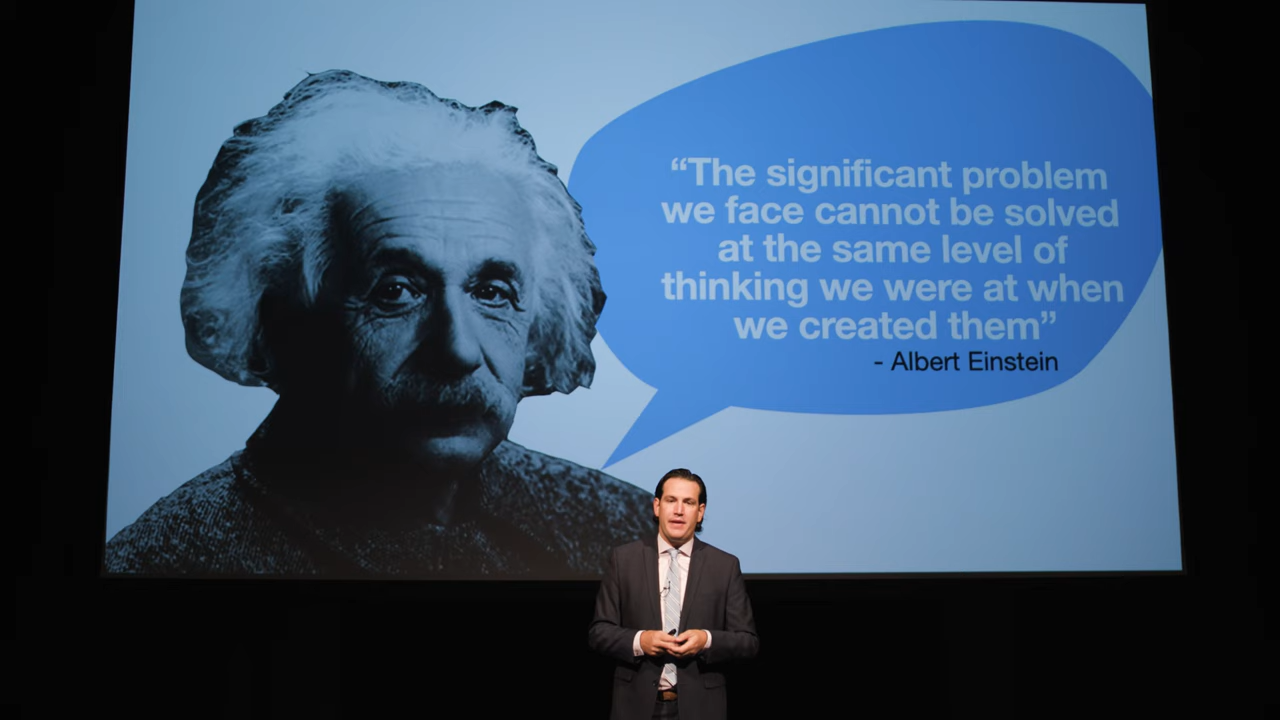 “The significant problem
we face cannot be solved
at the same level of
thinking we were at when
we created them”
- Albert Einstein